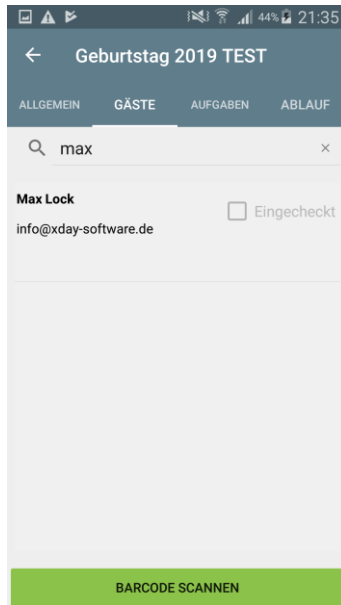 44% 21:35
Geburtstag 2019 TEST
ALLGEMEIN GÄSTE AUFGABEN ABLAUF
max
Max Lock
Eingecheckt
info@xday-software.de
BARCODE SCANNEN